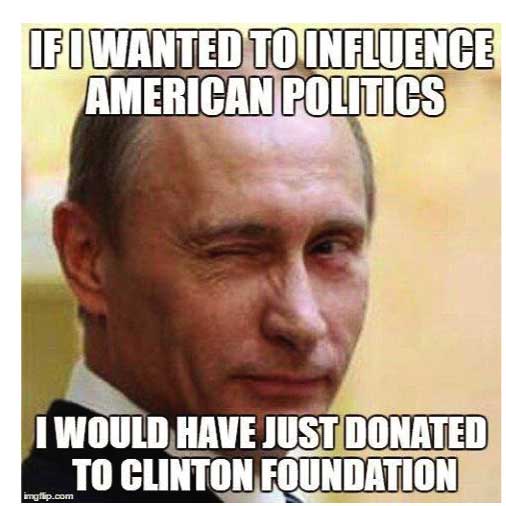 IF I WANTED TO INFLUENCE
AMERICAN POLITICS
I WOULD HAVE JUST DONATED
TO CLINTON FOUNDATION
imgflip.com